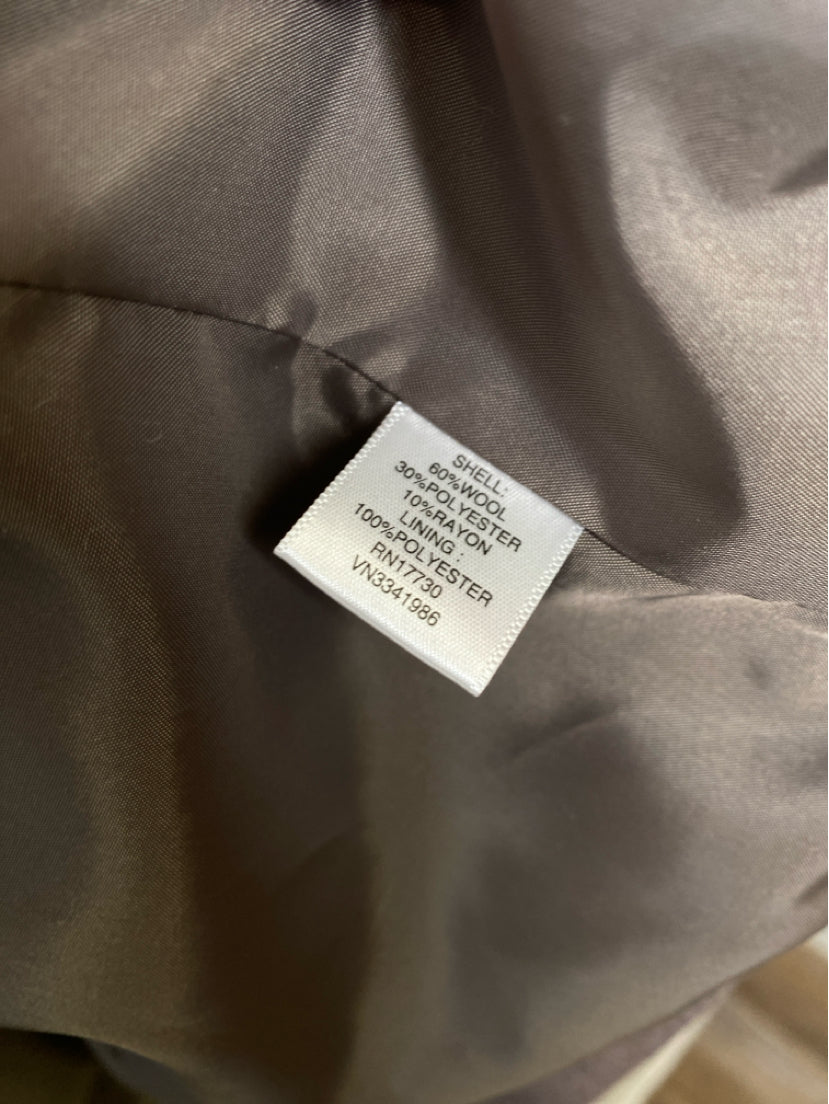 SHELL:
60%WOOL
30%POLYESTER
10%RAYON
LINING :
100%POLYESTER
RN17730
VN3341986